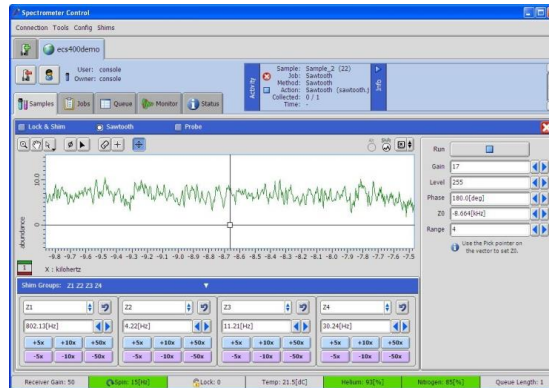 Spectrometer Control
Connection Tools Config Shims
ecs400demo
User: console
Owner: console
Activity
Sample: Sample_2 (22)
Job: Sawtooth
Method: Sawtooth
Action: Sawtooth (sawtooth.)
Collected: 0 / 1
Time: -
Info
Samples Jobs Queue Monitor Status
Lock & Shim Sawtooth Probe
Run
Gain 17
Level 255
Phase 180.0[deg]
Z0 -8.664[kHz]
Range 4
Use the Pick pointer on
the vector to set Z0.
abundance
10.0
0
-9.8 -9.7 -9.6 -9.5 -9.4 -9.3 -9.2 -9.1 -9.0 -8.9 -8.8 -8.7 -8.6 -8.5 -8.4 -8.3 -8.2 -8.1 -8.0 -7.9 -7.8 -7.7 -7.6 -7.5
1
X : kilohertz
Shim Groups: Z1 Z2 Z3 Z4
Z1 Z2 Z3 Z4
802.13[Hz] 4.22[Hz] 11.21[Hz] 30.24[Hz]
+5x +10x +50x +5x +10x +50x +5x +10x +50x +5x +10x +50x
-5x -10x -50x -5x -10x -50x -5x -10x -50x -5x -10x -50x
Receiver Gain: 50 Spin: 15[Hz] Lock: 0 Temp: 21.5[dC] Helium: 93[%] Nitrogen: 85[%] Queue Length: 1